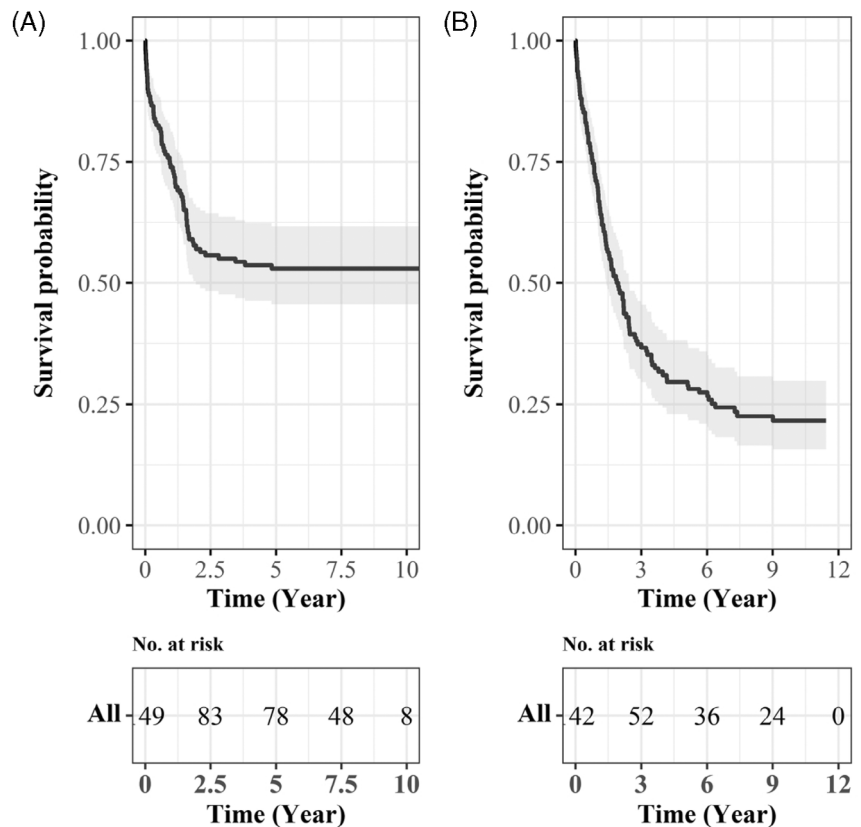 (A)
Survival probability
1.00
0.75
0.50
0.25
0.00
0 2.5 5 7.5 10
Time (Year)
No. at risk
All 49 83 78 48 8
0 2.5 5 7.5 10
Time (Year)
(B)
Survival probability
1.00
0.75
0.50
0.25
0.00
0 3 6 9 12
Time (Year)
No. at risk
All 42 52 36 24 0
0 3 6 9 12
Time (Year)